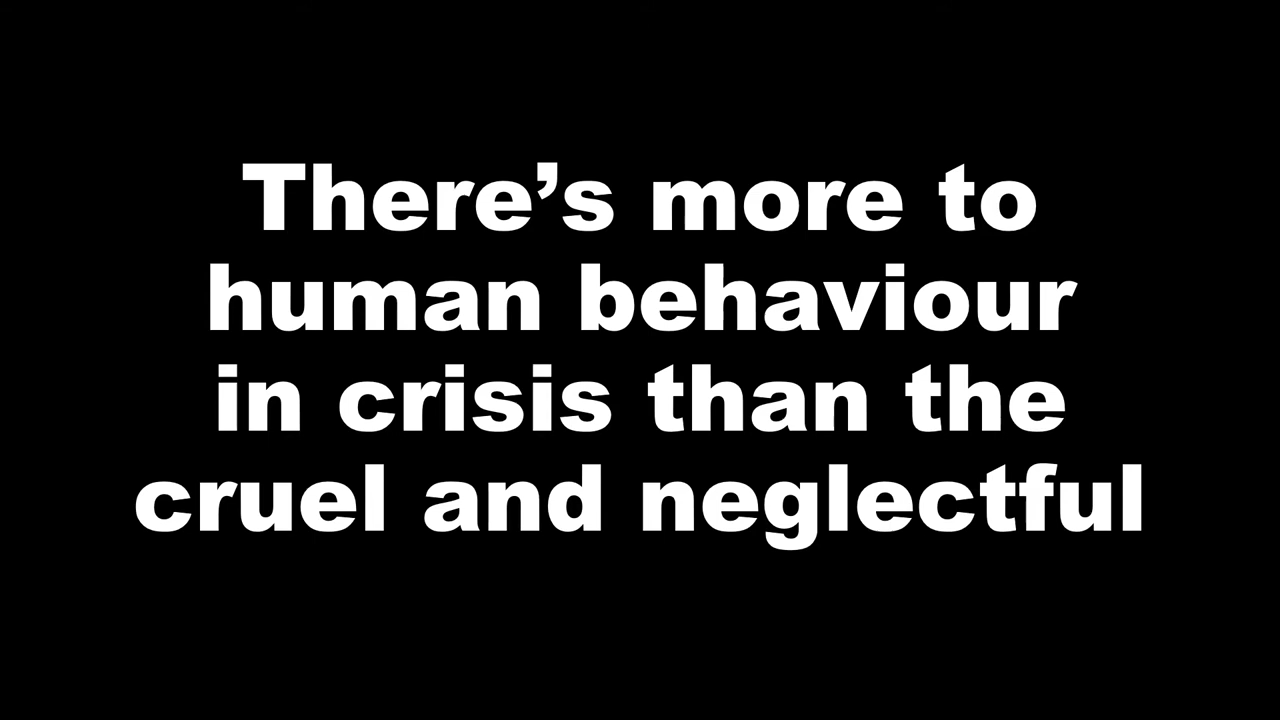 There’s more to
human behaviour
in crisis than the
cruel and neglectful